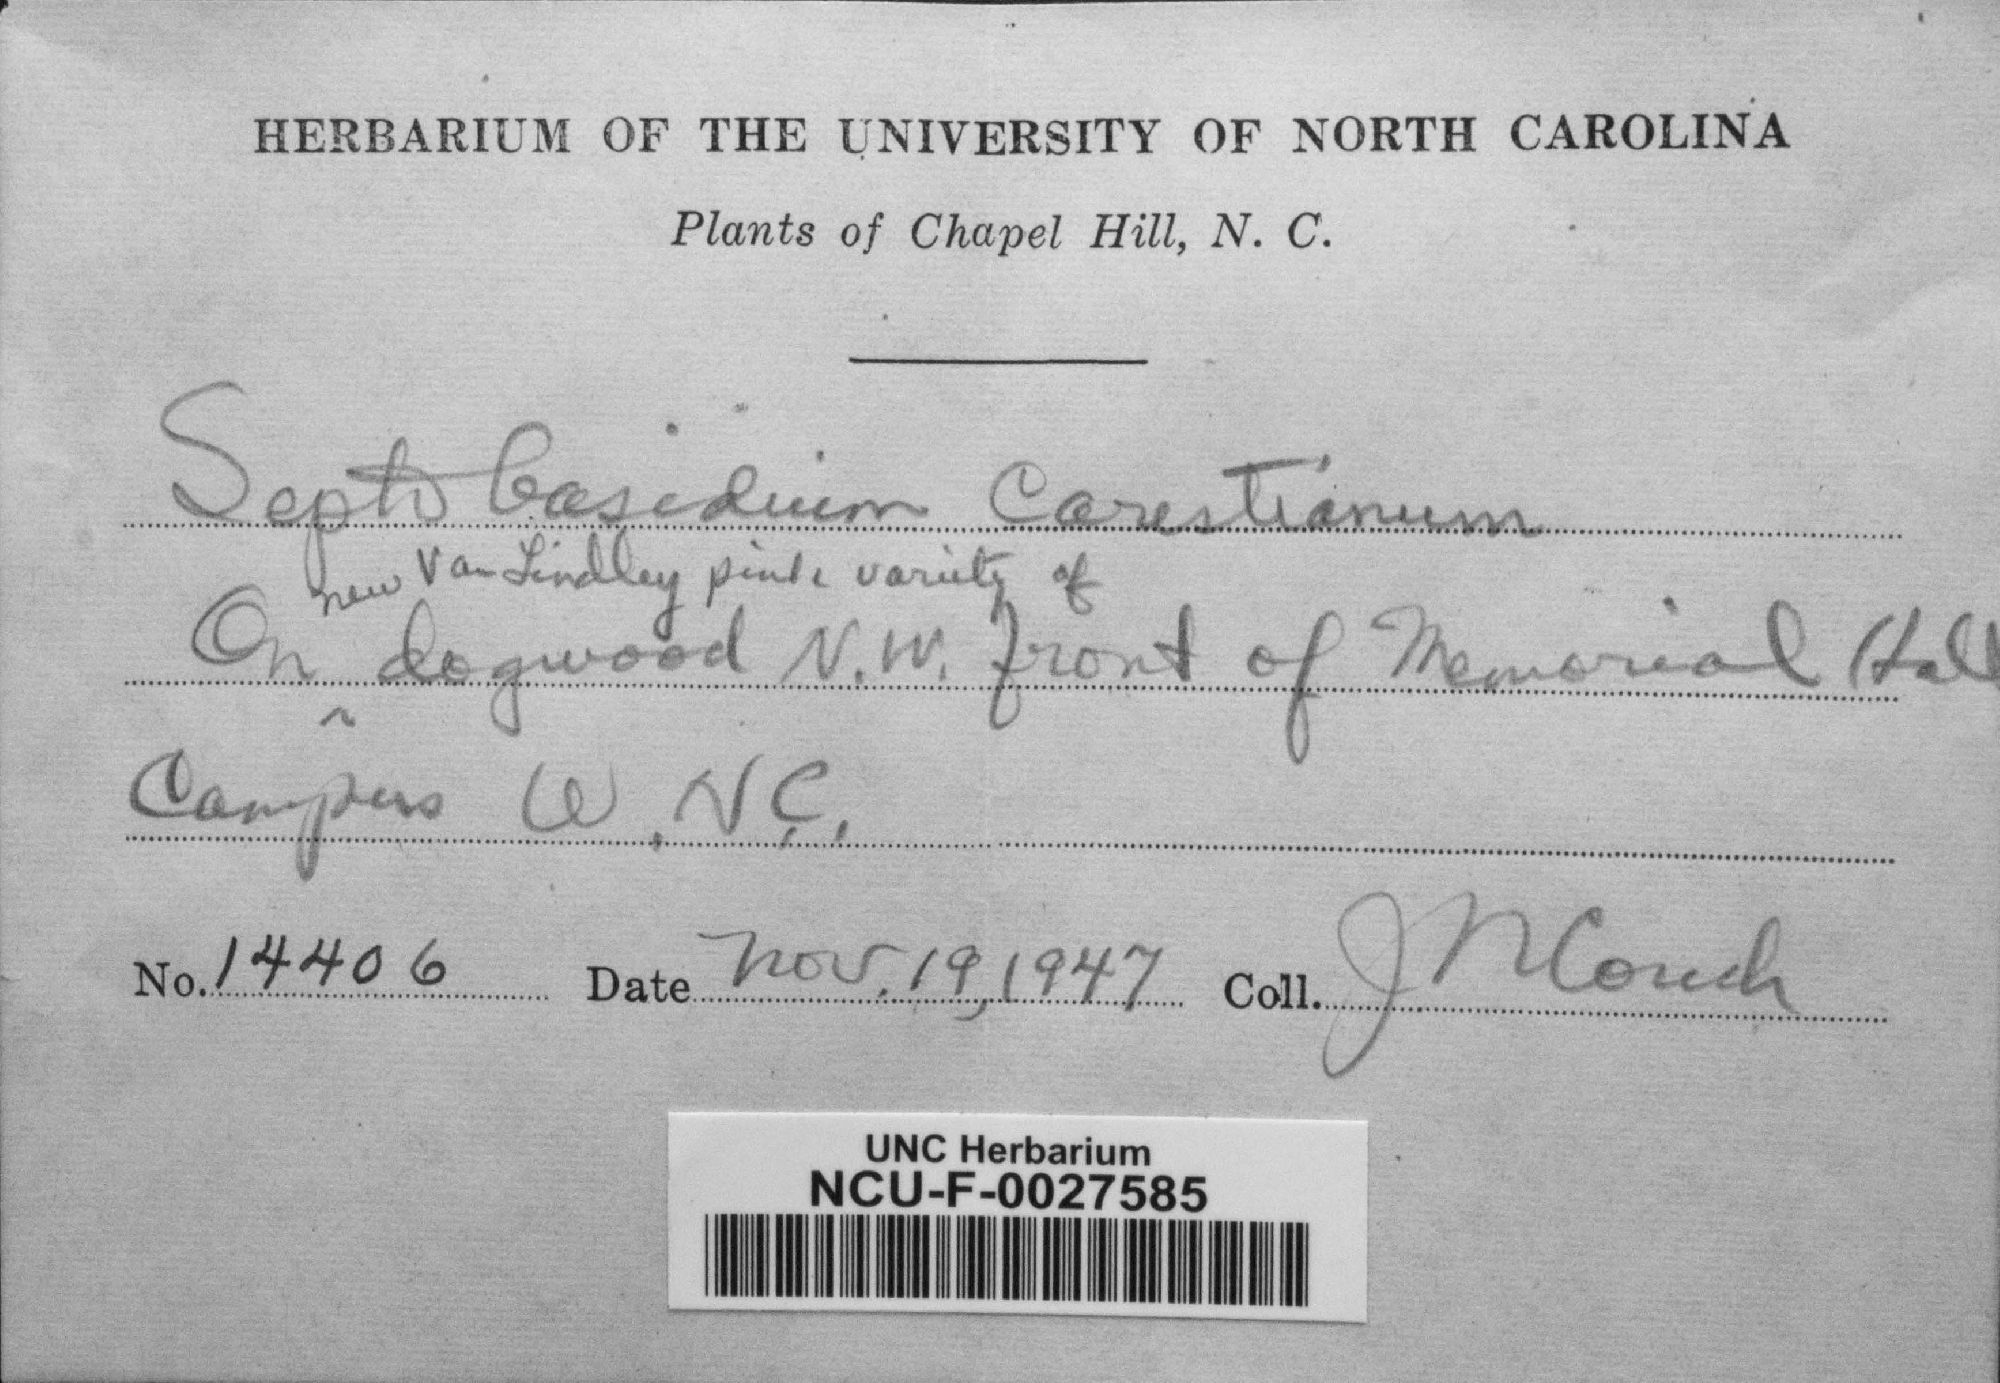 HERBARIUM OF THE UNIVERSITY OF NORTH CAROLINA
Plants of Chapel Hill, N. C.
Septobasidium Carestianum
new Van Lindley pink variety of
On ^ dogwood N.W. front of Memorial Hall
Campus U.N.C.
No. 14406 Date Nov. 19, 1947 Coll. J N Couch
UNC Herbarium
NCU-F-0027585